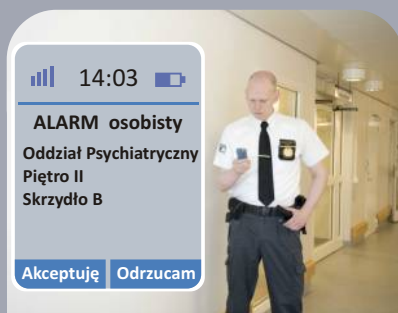 14:03
ALARM osobisty
Oddział Psychiatryczny
Piętro II
Skrzydło B
Akceptuję Odrzucam